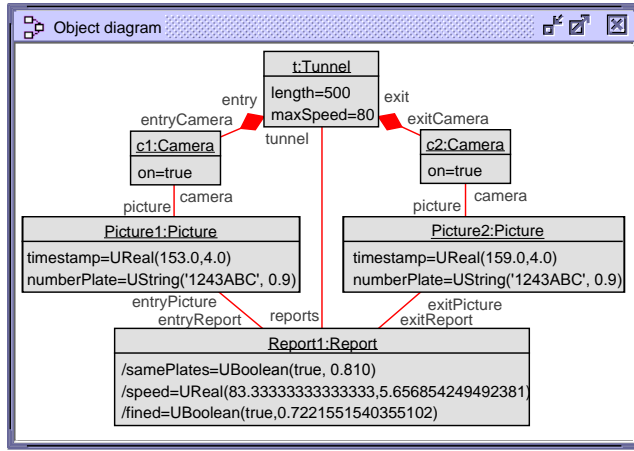 Object diagram
t:Tunnel
length=500
maxSpeed=80
entry
exit
entryCamera
exitCamera
tunnel
c1:Camera
on=true
c2:Camera
on=true
camera
camera
picture
picture
Picture1:Picture
timestamp=UReal(153.0,4.0)
numberPlate=UString('1243ABC', 0.9)
Picture2:Picture
timestamp=UReal(159.0,4.0)
numberPlate=UString('1243ABC', 0.9)
entryPicture
entryReport
reports
exitPicture
exitReport
Report1:Report
/samePlates=UBoolean(true, 0.810)
/speed=UReal(83.33333333333333,5.656854249492381)
/fined=UBoolean(true,0.7221551540355102)